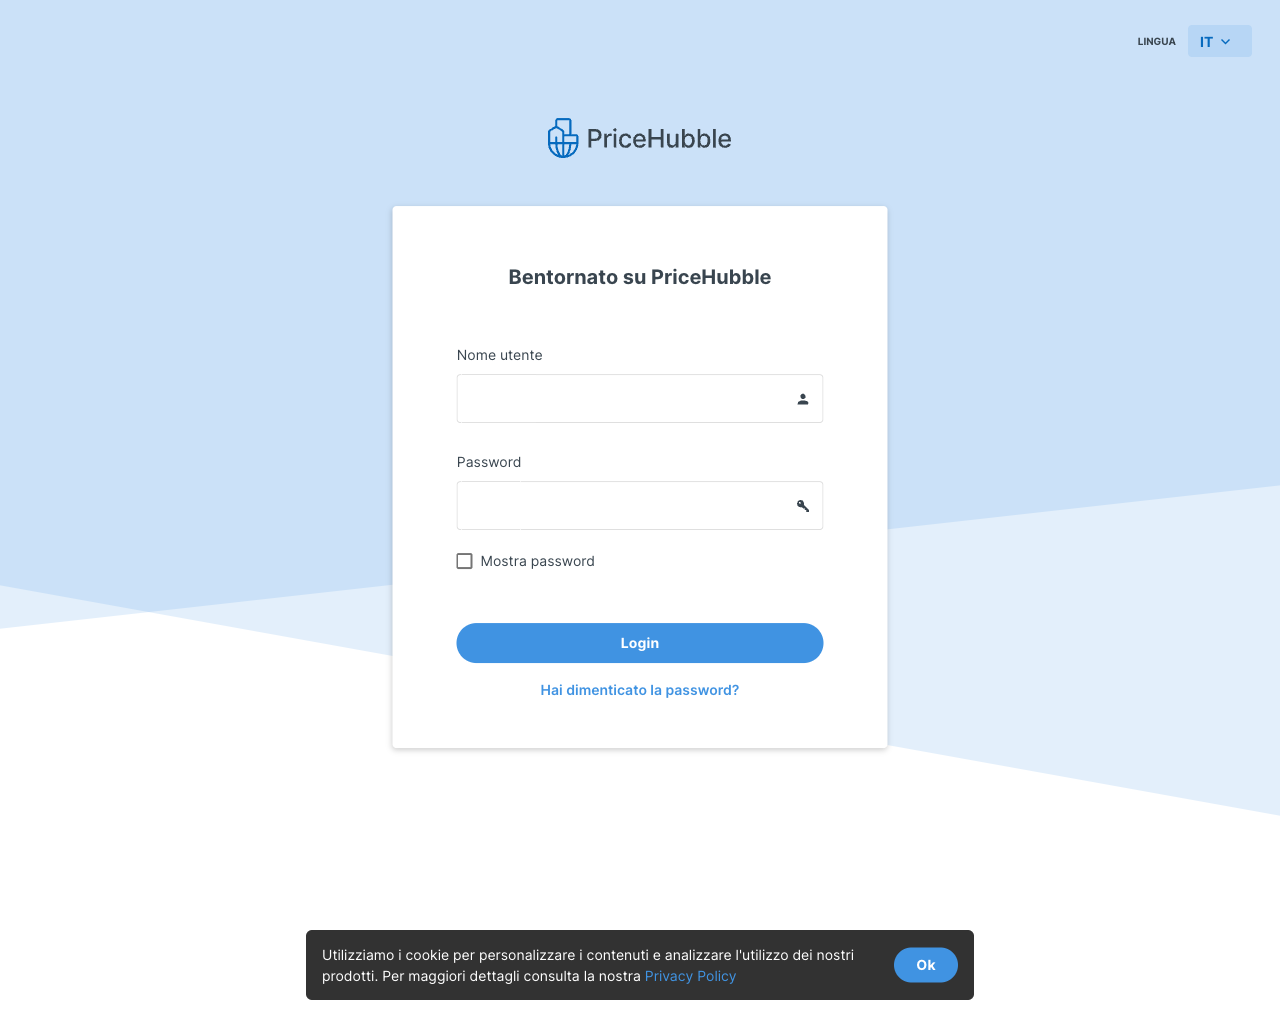 LINGUA
IT
PriceHubble
Bentornato su PriceHubble
Nome utente
Password
Mostra password
Login
Hai dimenticato la password?
Utilizziamo i cookie per personalizzare i contenuti e analizzare l'utilizzo dei nostri
prodotti. Per maggiori dettagli consulta la nostra Privacy Policy
Ok